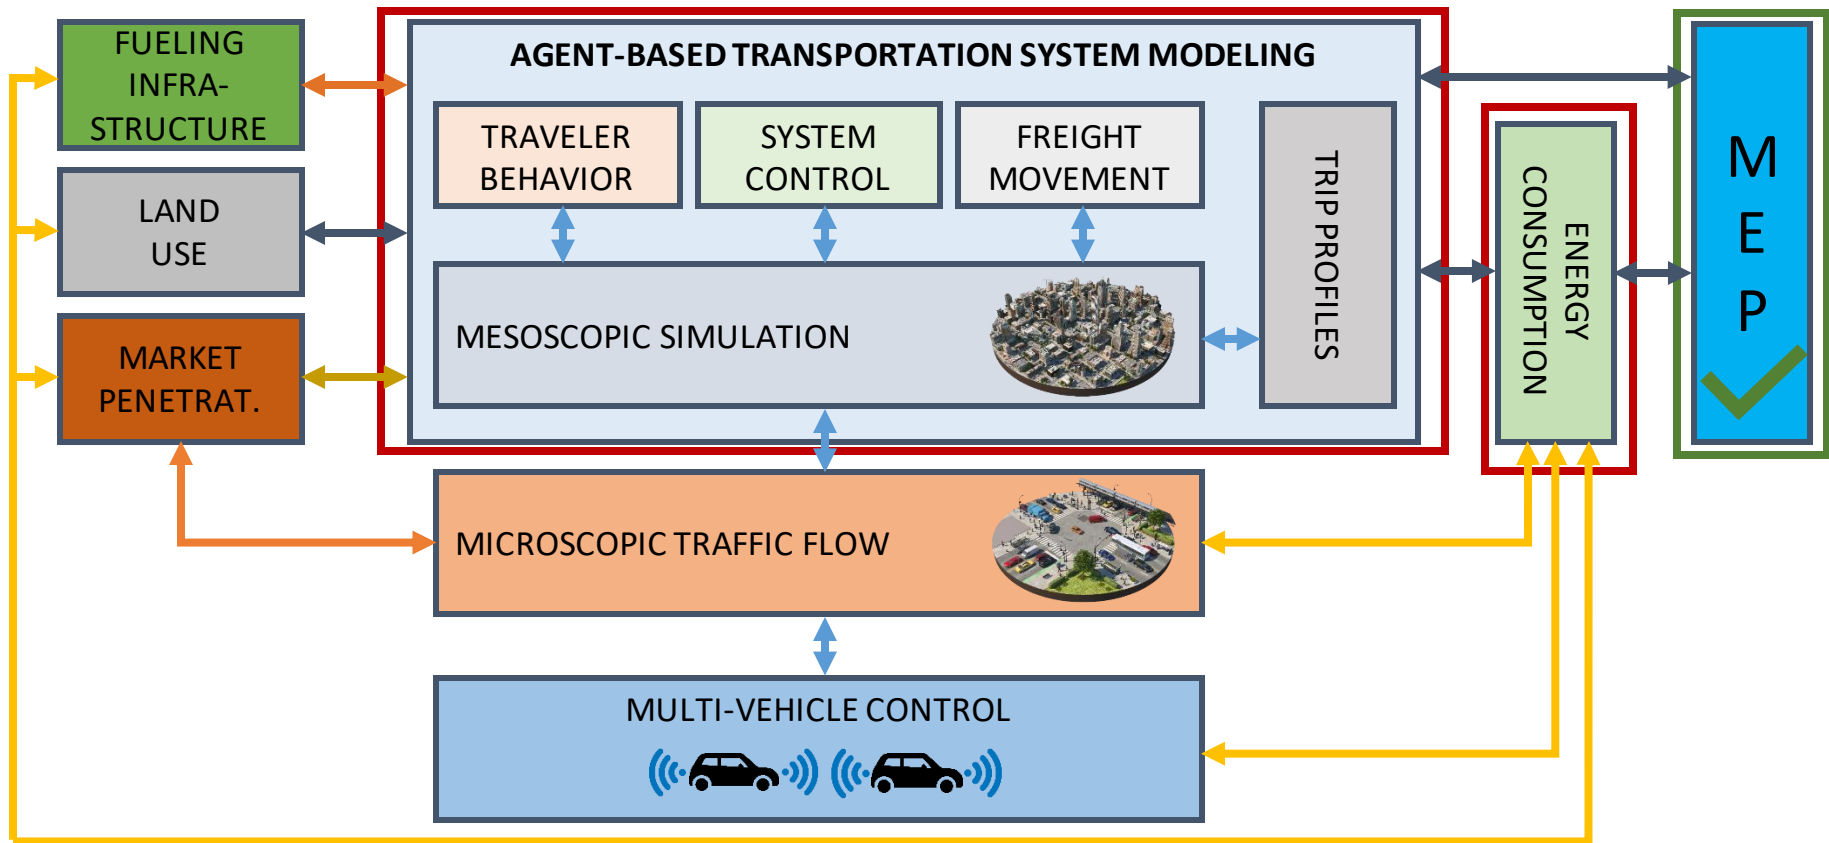 FUELING
INFRA-
STRUCTURE
LAND
USE
MARKET
PENETRAT.
AGENT-BASED TRANSPORTATION SYSTEM MODELING
TRAVELER
BEHAVIOR
SYSTEM
CONTROL
FREIGHT
MOVEMENT
TRIP PROFILES
MESOSCOPIC SIMULATION
MICROSCOPIC TRAFFIC FLOW
MULTI-VEHICLE CONTROL
ENERGY
CONSUMPTION
M
E
P